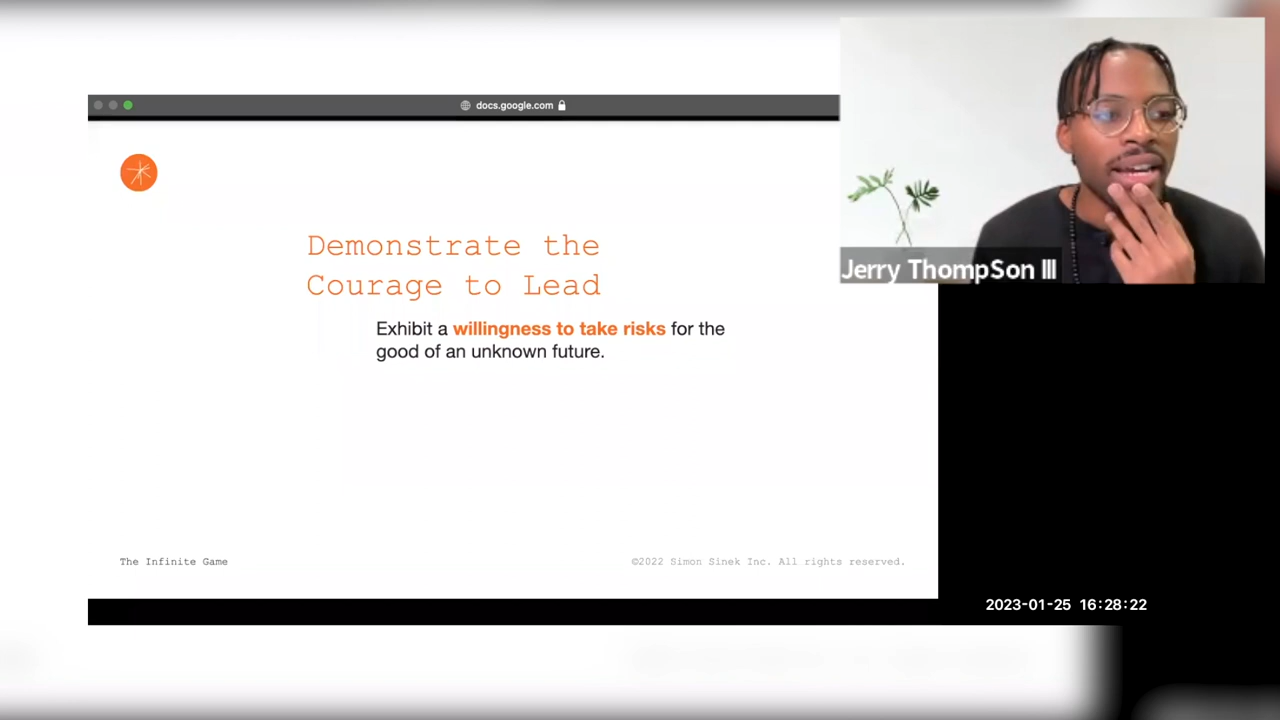 docs.google.com
Jerry ThompSon III
Demonstrate the
Courage to Lead
Exhibit a willingness to take risks for the
good of an unknown future.
The Infinite Game
©2022 Simon Sinek Inc. All rights reserved.
2023-01-25 16:28:22